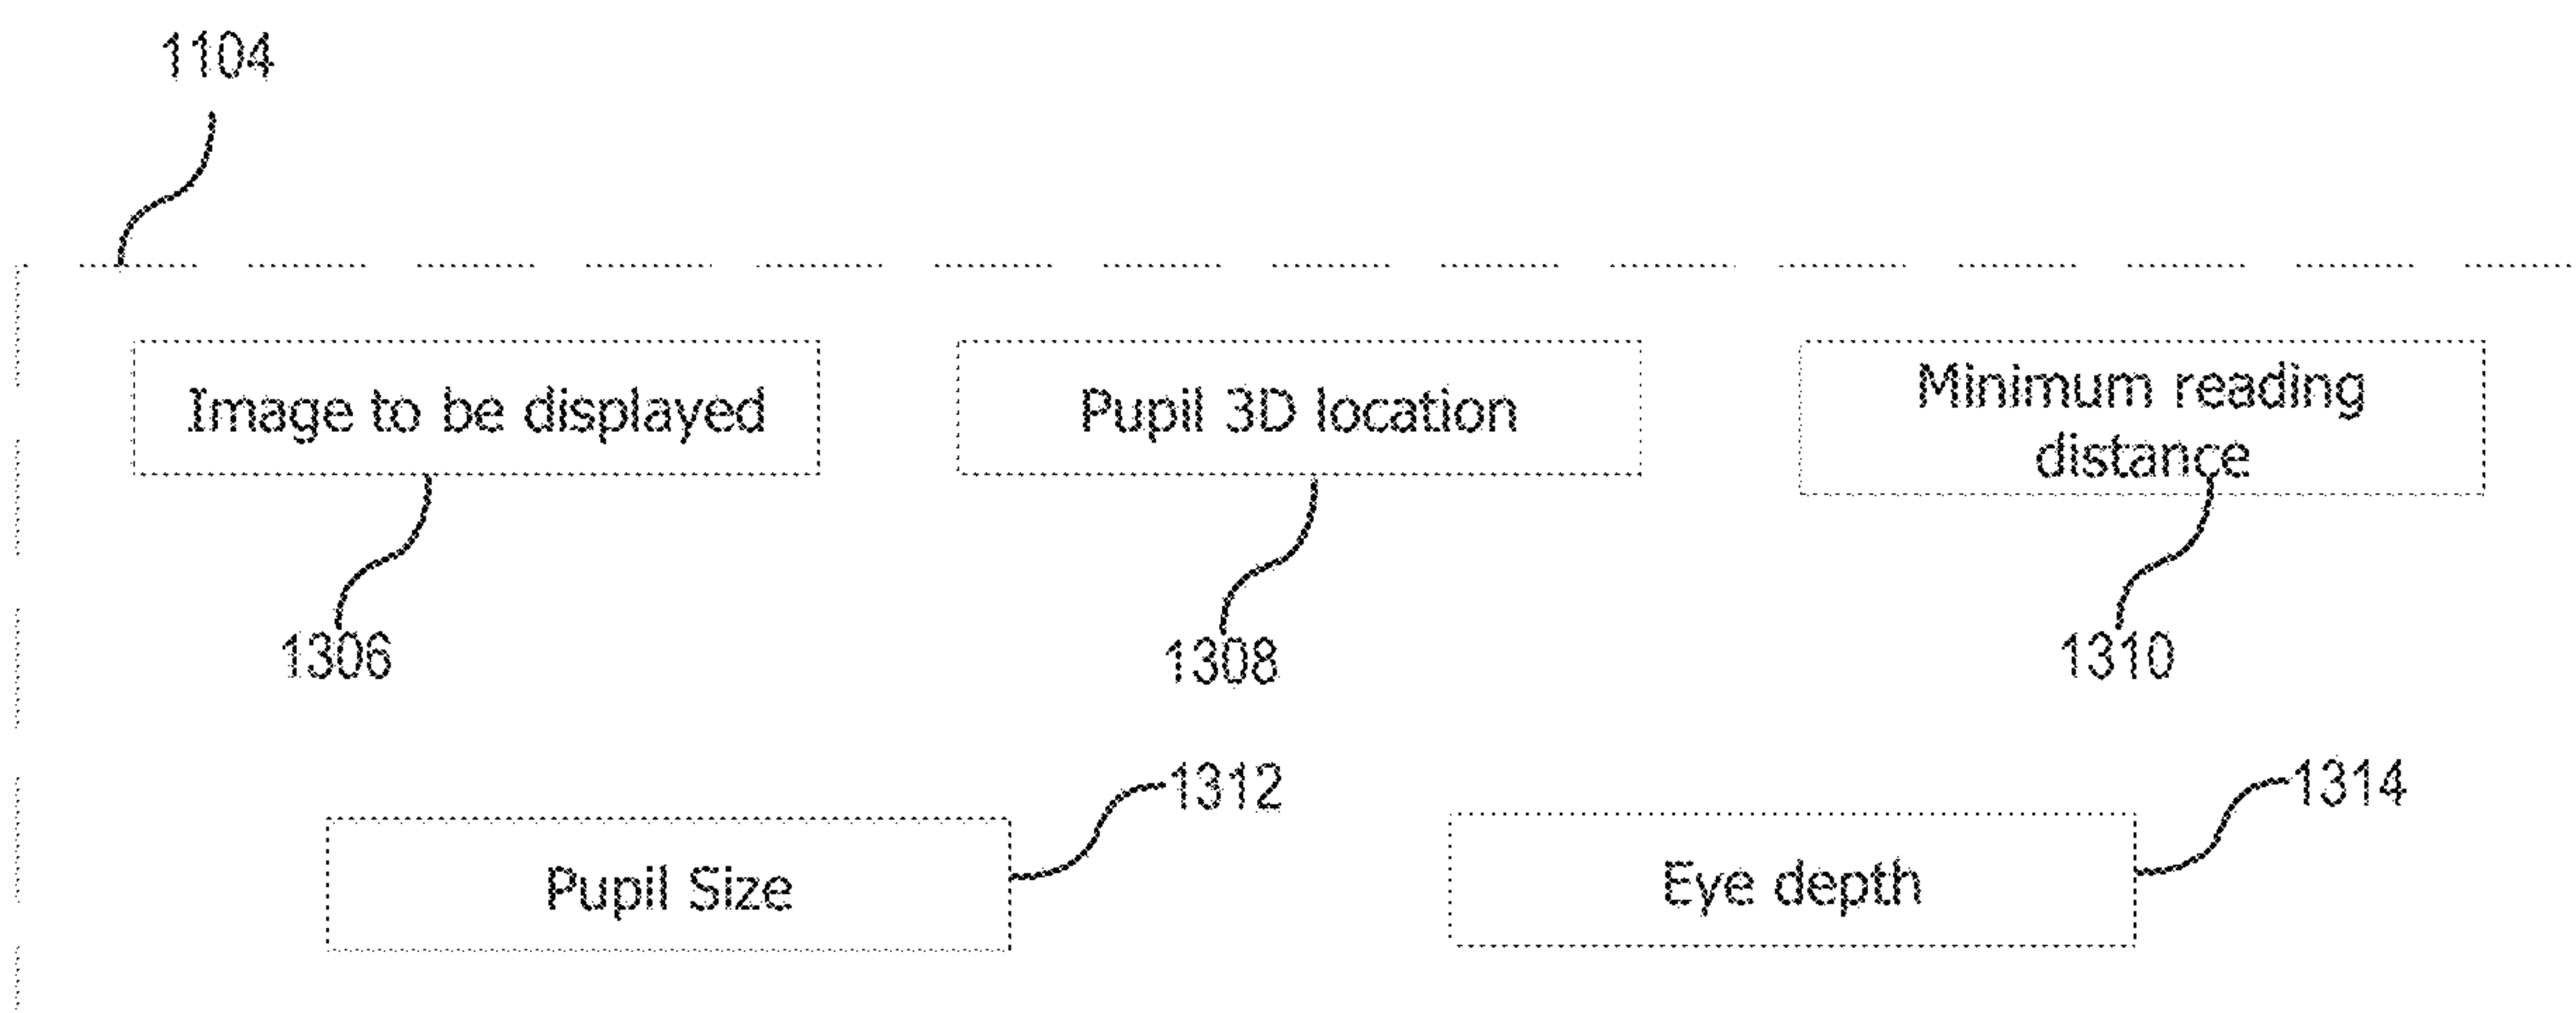 1104
Image to be displayed
Pupil 3D location
Minimum reading
distance
1306
1308
1310
1312
1314
Pupil Size
Eye depth